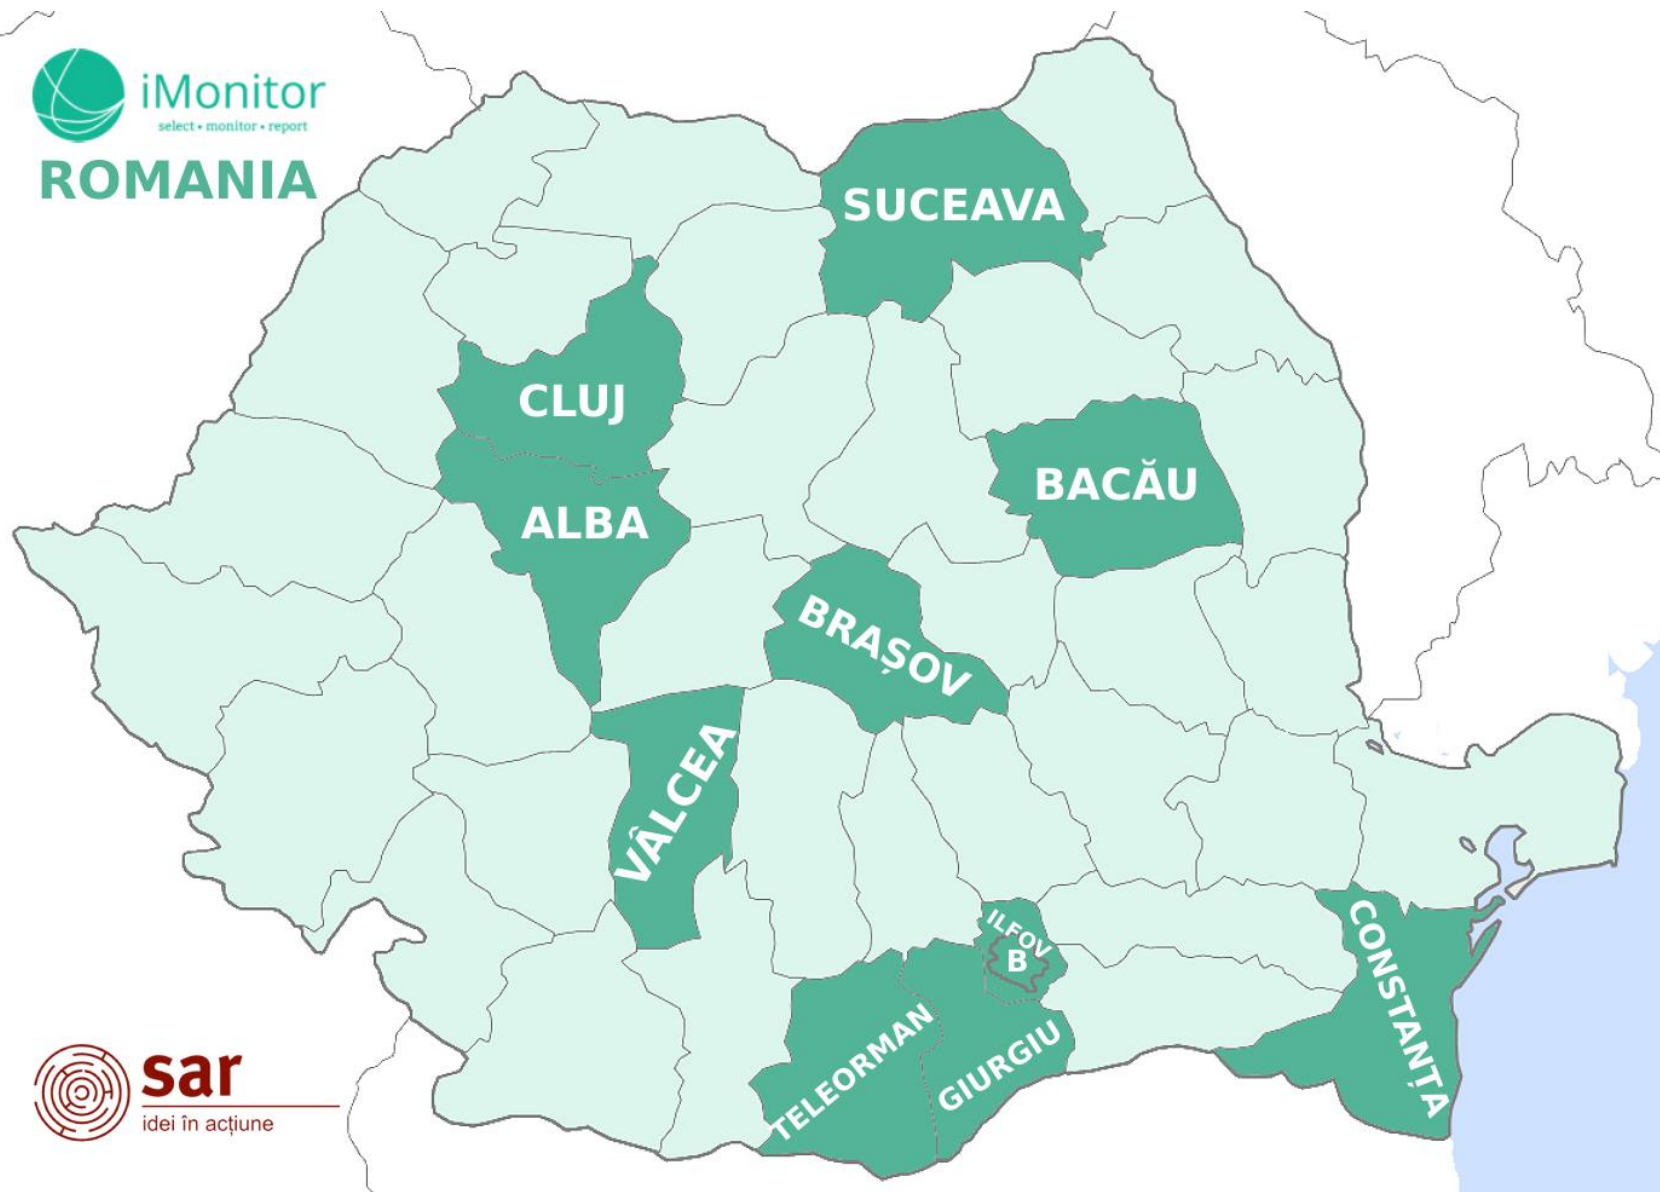 iMonitor
select • monitor • report
ROMANIA
SUCEAVA
CLUJ
BACĂU
ALBA
BRAȘOV
VÂLCEA
ILFOV
B
CONSTANȚA
TELEORMAN
GIURGIU
sar
idei în acțiune